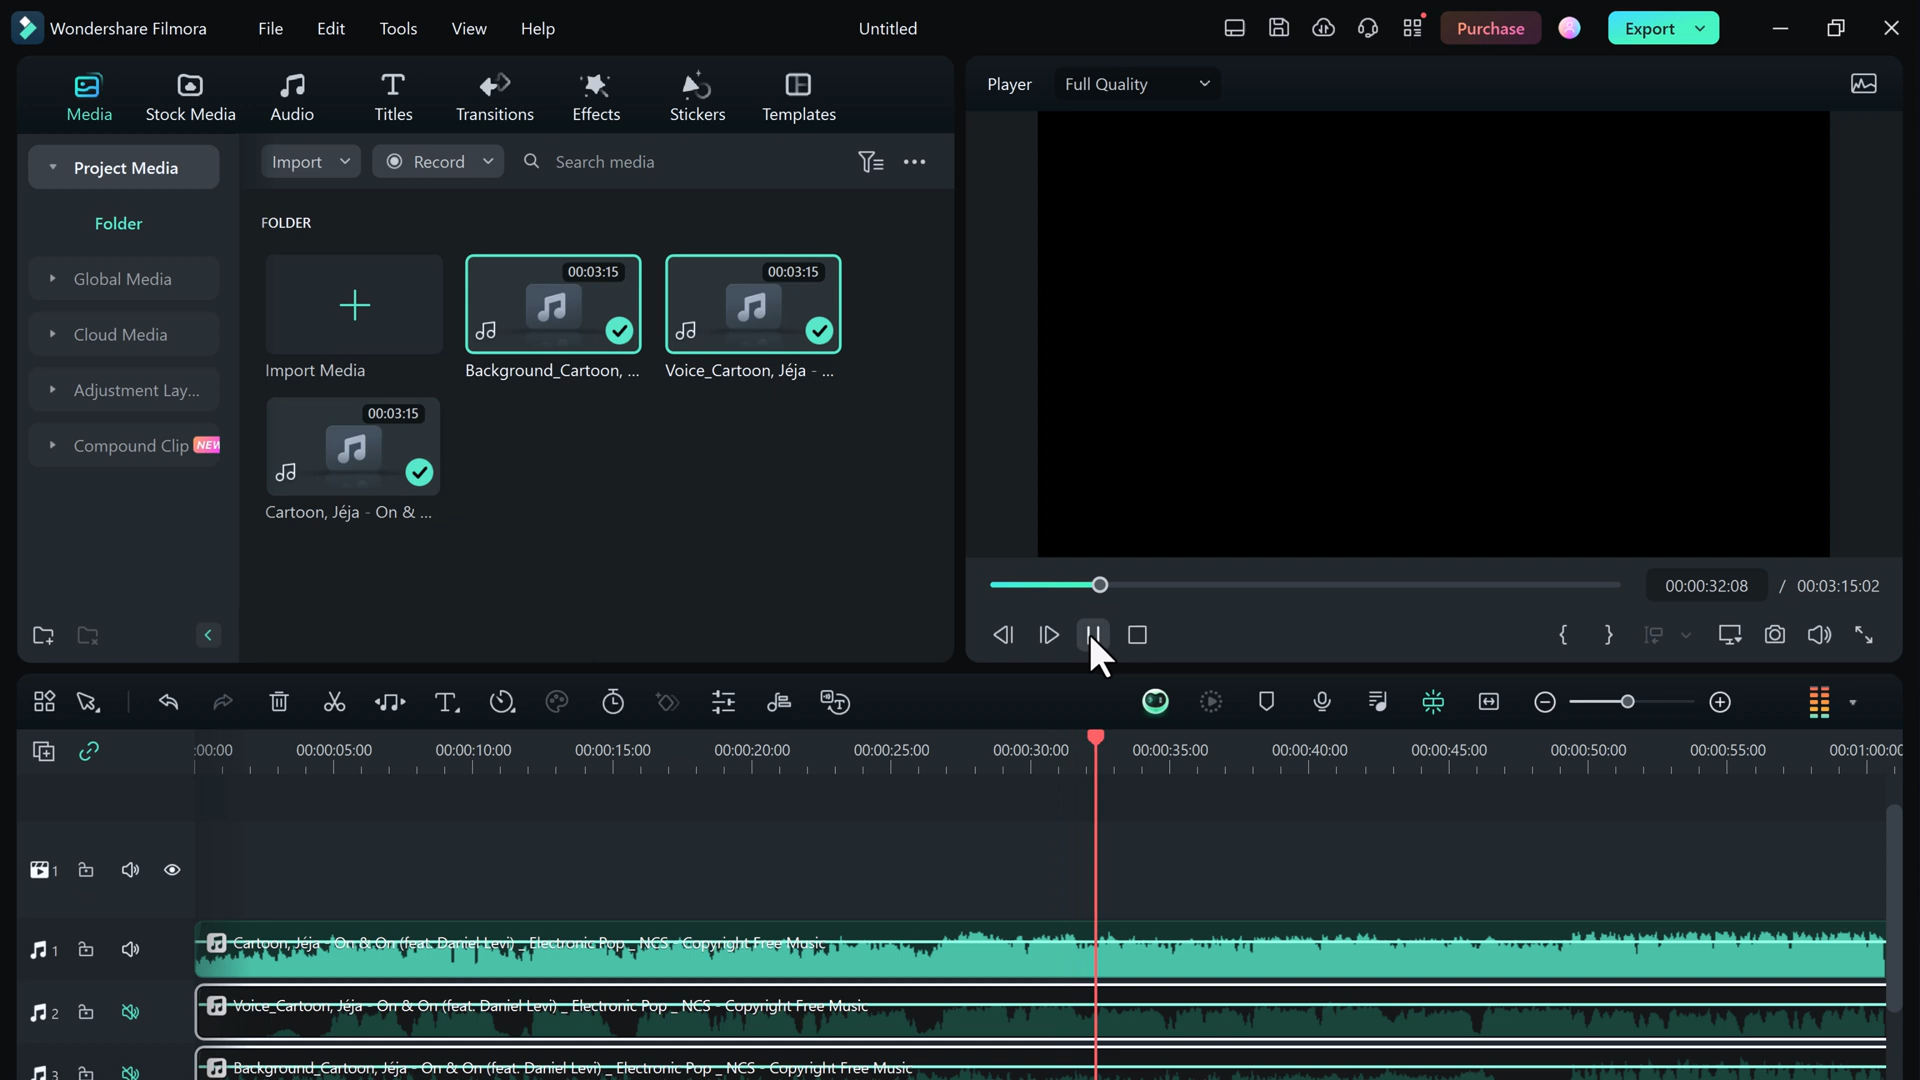 Wondershare Filmora File Edit Tools View Help Untitled Purchase Export
Media Stock Media Audio Titles Transitions Effects Stickers Templates
Player Full Quality
Project Media
Import Record Search media
Folder
FOLDER
Global Media
Cloud Media
Adjustment Lay...
Compound Clip NEW
00:03:15
00:03:15
Import Media
Background_Cartoon, ...
Voice_Cartoon, Jéja - ...
00:03:15
Cartoon, Jéja - On & ...
00:00:32:08 / 00:03:15:02
:00:00 00:00:05:00 00:00:10:00 00:00:15:00 00:00:20:00 00:00:25:00 00:00:30:00 00:00:35:00 00:00:40:00 00:00:45:00 00:00:50:00 00:00:55:00 00:01:00:00
1
1 Cartoon, Jéja - On & On (feat. Daniel Levi) _ Electronic Pop _ NCS - Copyright Free Music
2 Voice_Cartoon, Jéja - On & On (feat. Daniel Levi) _ Electronic Pop _ NCS - Copyright Free Music
3 Background_Cartoon, Jéja - On & On (feat. Daniel Levi) _ Electronic Pop _ NCS - Copyright Free Music